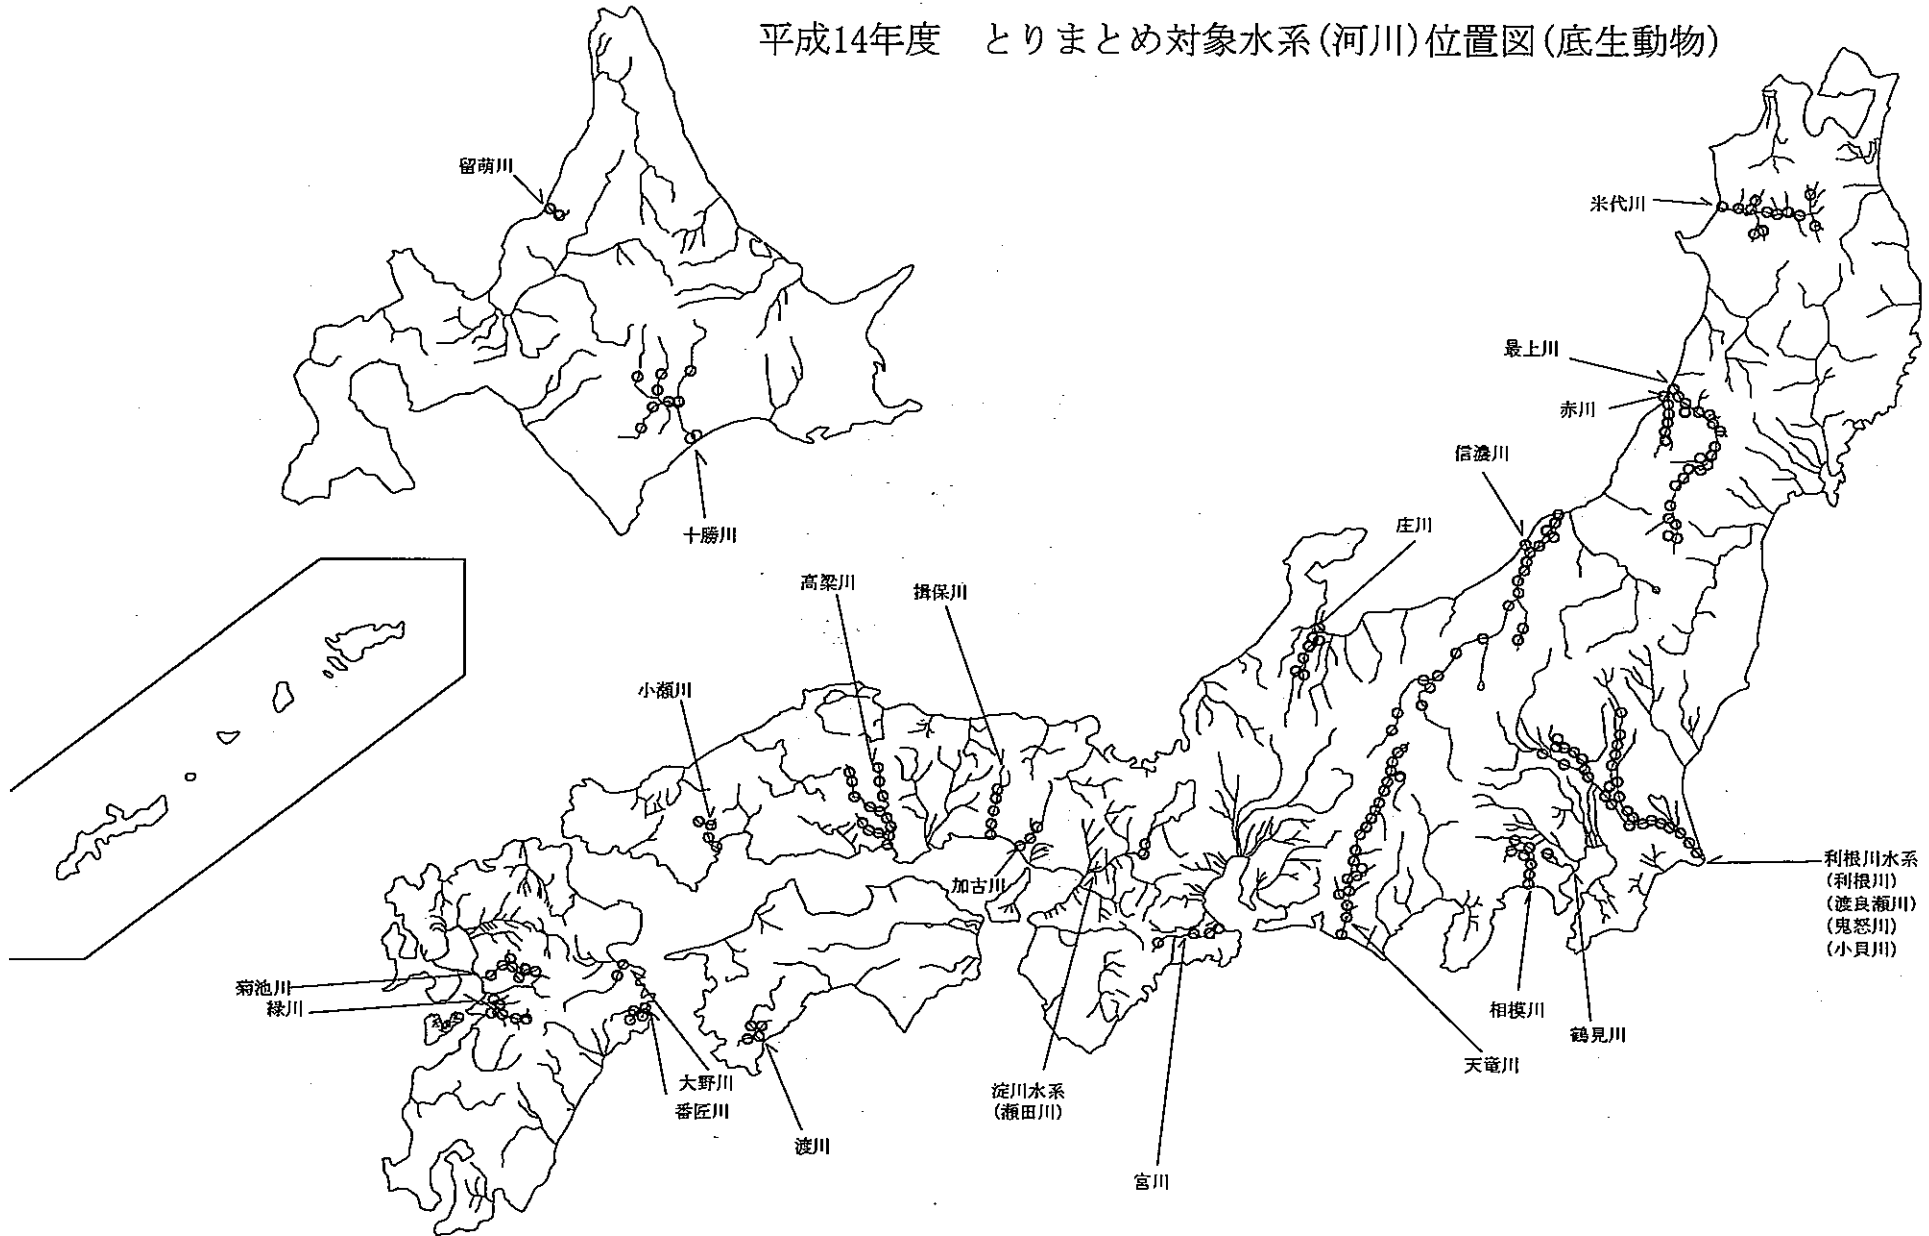 平成14年度　とりまとめ対象水系(河川)位置図(底生動物)
留萌川
米代川
最上川
赤川
信濃川
庄川
十勝川
高梁川
揖保川
小瀬川
加古川
利根川水系
(利根川)
(渡良瀬川)
(鬼怒川)
(小貝川)
菊池川
緑川
相模川
鶴見川
天竜川
大野川
番匠川
淀川水系
(瀬田川)
渡川
宮川